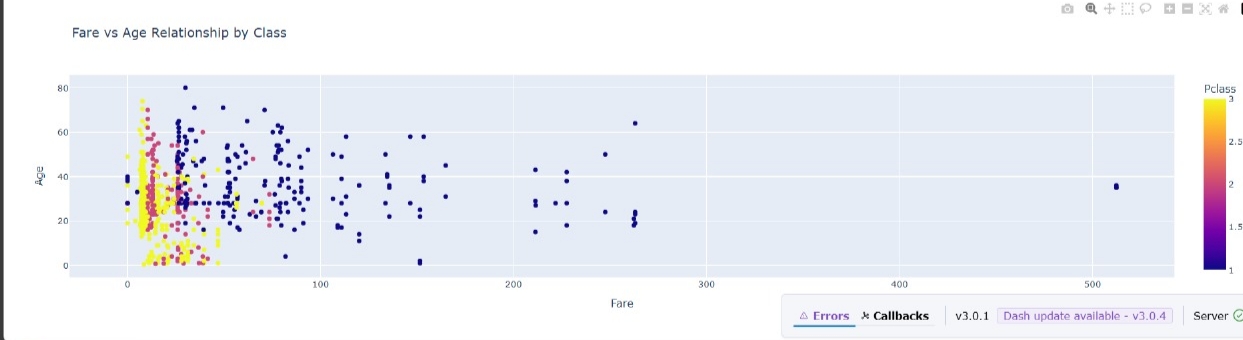 Fare vs Age Relationship by Class
Pclass
80
60
40
20
0
Age
3
2.5
2
1.5
1
0 100 200 300 400 500
Fare
Errors Callbacks v3.0.1 Dash update available - v3.0.4 Server